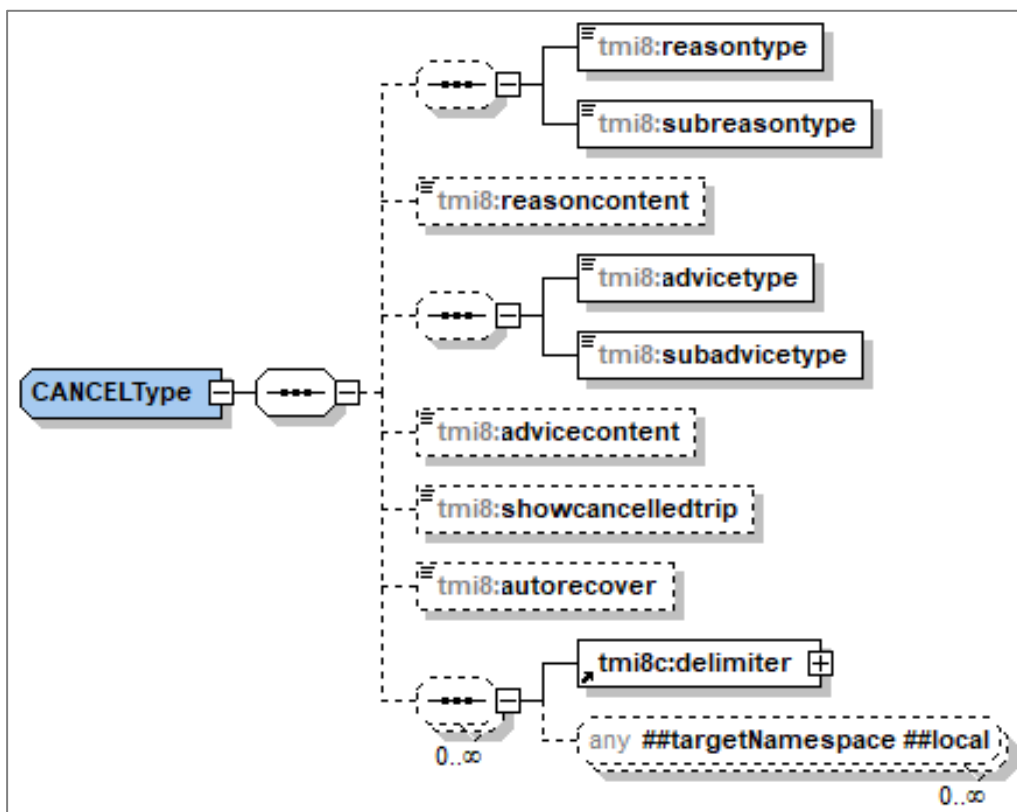 tmi8:reasontype
tmi8:subreasontype
tmi8:reasoncontent
tmi8:advicetype
tmi8:subadvicetype
CANCELType
tmi8:advicecontent
tmi8:showcancelledtrip
tmi8:autorecover
tmi8c:delimiter
any ##targetNamespace ##local
0..∞
0..∞